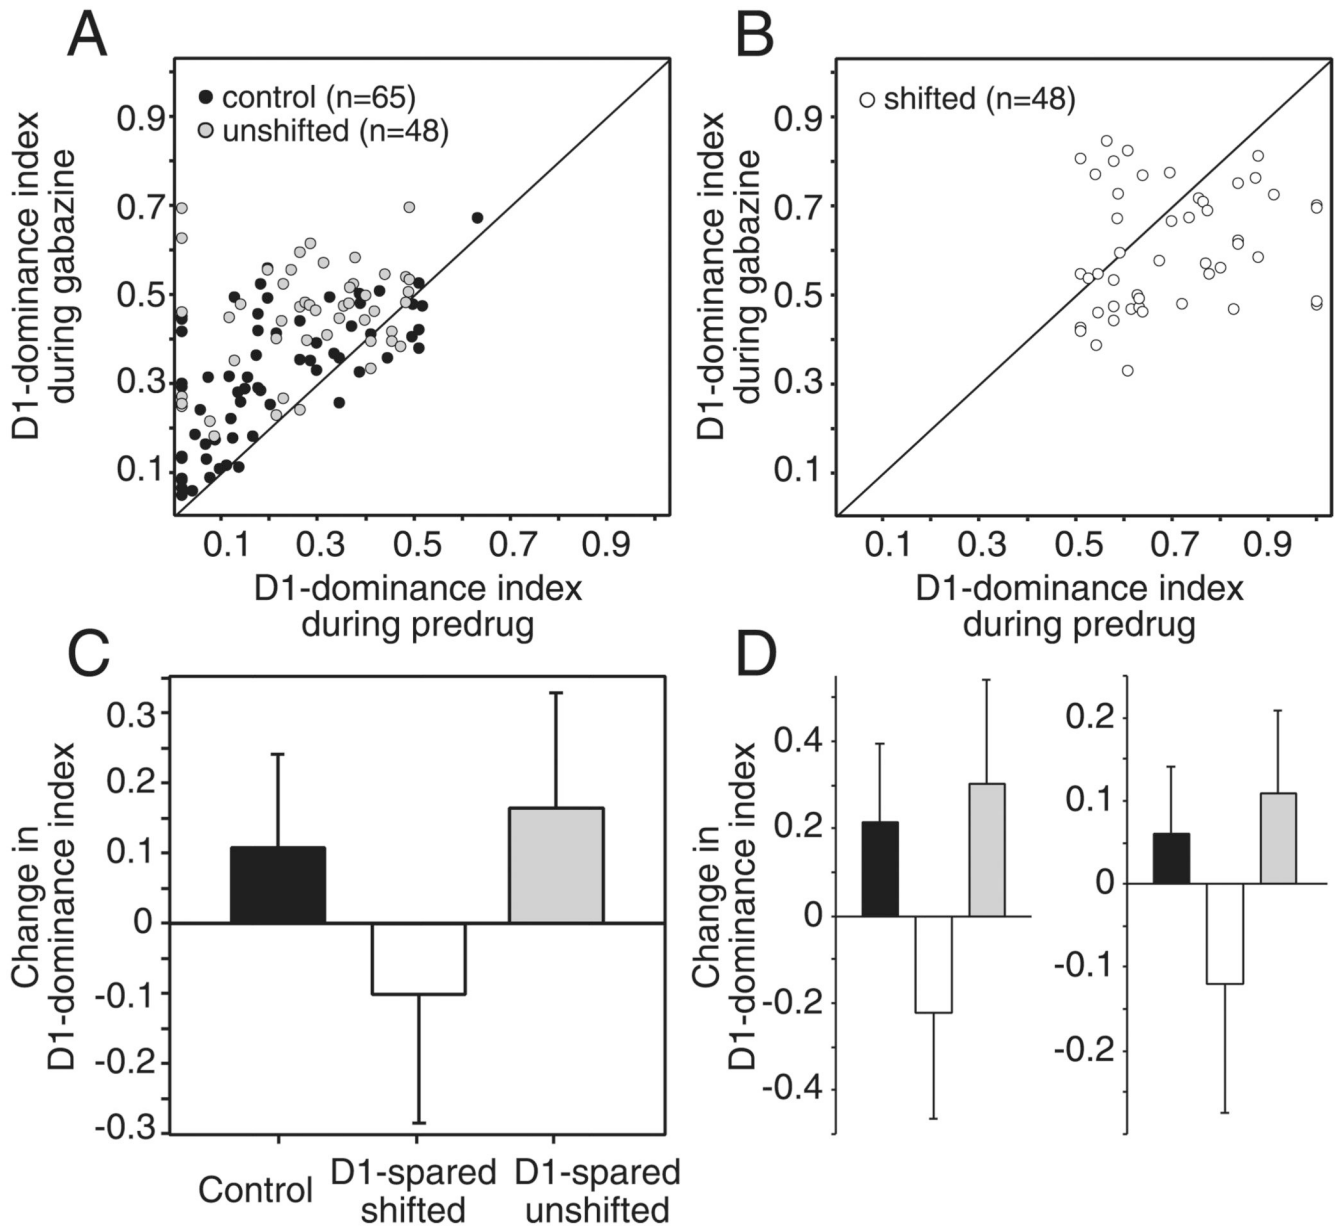 A
D1-dominance index
during gabazine
control (n=65)
unshifted (n=48)
0.9
0.7
0.5
0.3
0.1
0.1 0.3 0.5 0.7 0.9
D1-dominance index
during predrug
B
D1-dominance index
during gabazine
shifted (n=48)
0.9
0.7
0.5
0.3
0.1
0.1 0.3 0.5 0.7 0.9
D1-dominance index
during predrug
C
Change in
D1-dominance index
0.3
0.2
0.1
0
-0.1
-0.2
-0.3
Control
D1-spared
shifted
D1-spared
unshifted
D
Change in
D1-dominance index
0.4
0.2
0
-0.2
-0.4
0.2
0.1
0
-0.1
-0.2